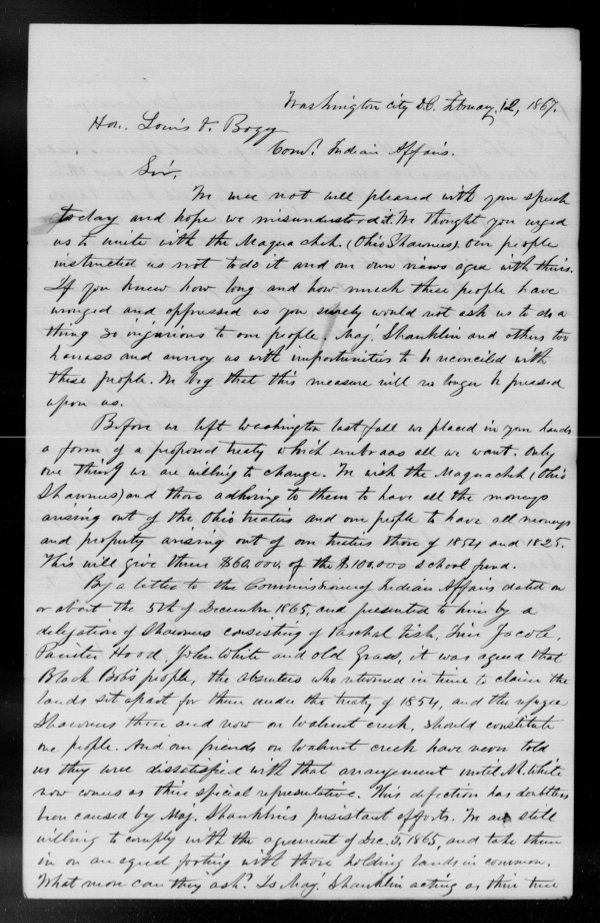 Washington City D.C. February, 12, 1867.
Hon. Louis V. Bogy
Com'r. Indian Affairs.
Sir,
We were not well pleased with your speech
today and hope we misunderstood it. We thought you urged
us to unite with the Maquachek (Ohio Shawnees). Our people
instructed us not to do it and our own views aged with theirs.
If you knew how long and how much these people have
wronged and oppressed us you surely would not ask us to do a
thing so injurious to our people. Maj. Shanklin and others too
harrass and annoy us with importunities to be reconciled with
these people. We beg that this measure will no longer be pressed
upon us.
Before we left Washington last fall we placed in your hands
a form of a proposed treaty which embraas all we want. Only
one thing we are willing to change. We wish the Maquachek (Ohio
Shawnees) and those adhering to them to have all the moneys
arising out of the Ohio treaties and our people to have all moneys
and property arising out of our treaties those of 1854 and 1825.
This will give them $60,000. of the $100,000 school fund.
By a letter to the Commissioner of Indian Affairs dated on
or about the 5th of December 1865, and presented to him by a
delegation of Shawnees consisting of Paschal Fish, Jacob,
Painter Hood, John White and old Grass, it was agreed that
Black Bob's people, the absentees who returned in time to claim the
lands set apart for them under the treaty of 1854, and the refugee
Shawnees then and now on Walnut creek, should constitute
one people. And our friends on Walnut creek have never told
us they were dissatisfied with that arrangement until M. White
now comes as their special representative. This defection has doubtless
been caused by Maj. Shanklins persistant efforts. We are still
willing to comply with the agreement of Dec. 5, 1865, and take them
in on an equal footing with those holding lands in common.
What more can they ask? Is Maj. Shanklin acting as their true